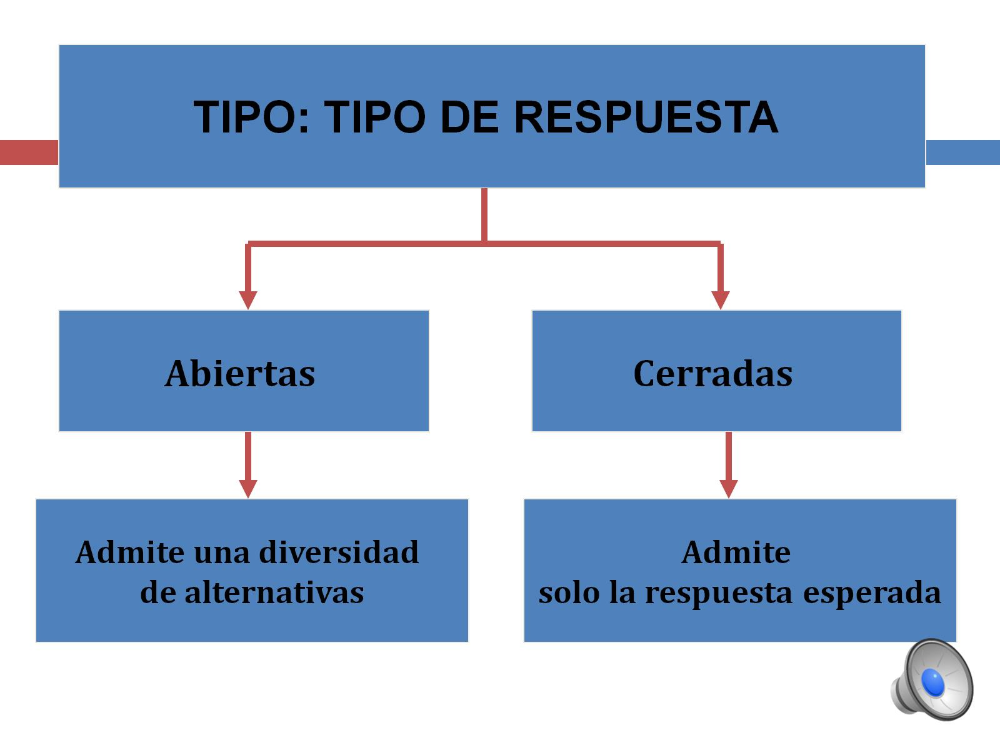 TIPO: TIPO DE RESPUESTA
Abiertas
Cerradas
Admite una diversidad
de alternativas
Admite
solo la respuesta esperada